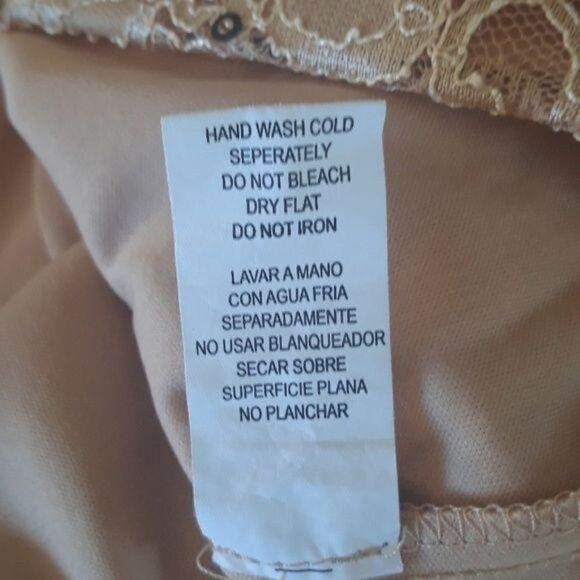 HAND WASH COLD
SEPERATELY
DO NOT BLEACH
DRY FLAT
DO NOT IRON
LAVAR A MANO
CON AGUA FRIA
SEPARADAMENTE
NO USAR BLANQUEADOR
SECAR SOBRE
SUPERFICIE PLANA
NO PLANCHAR